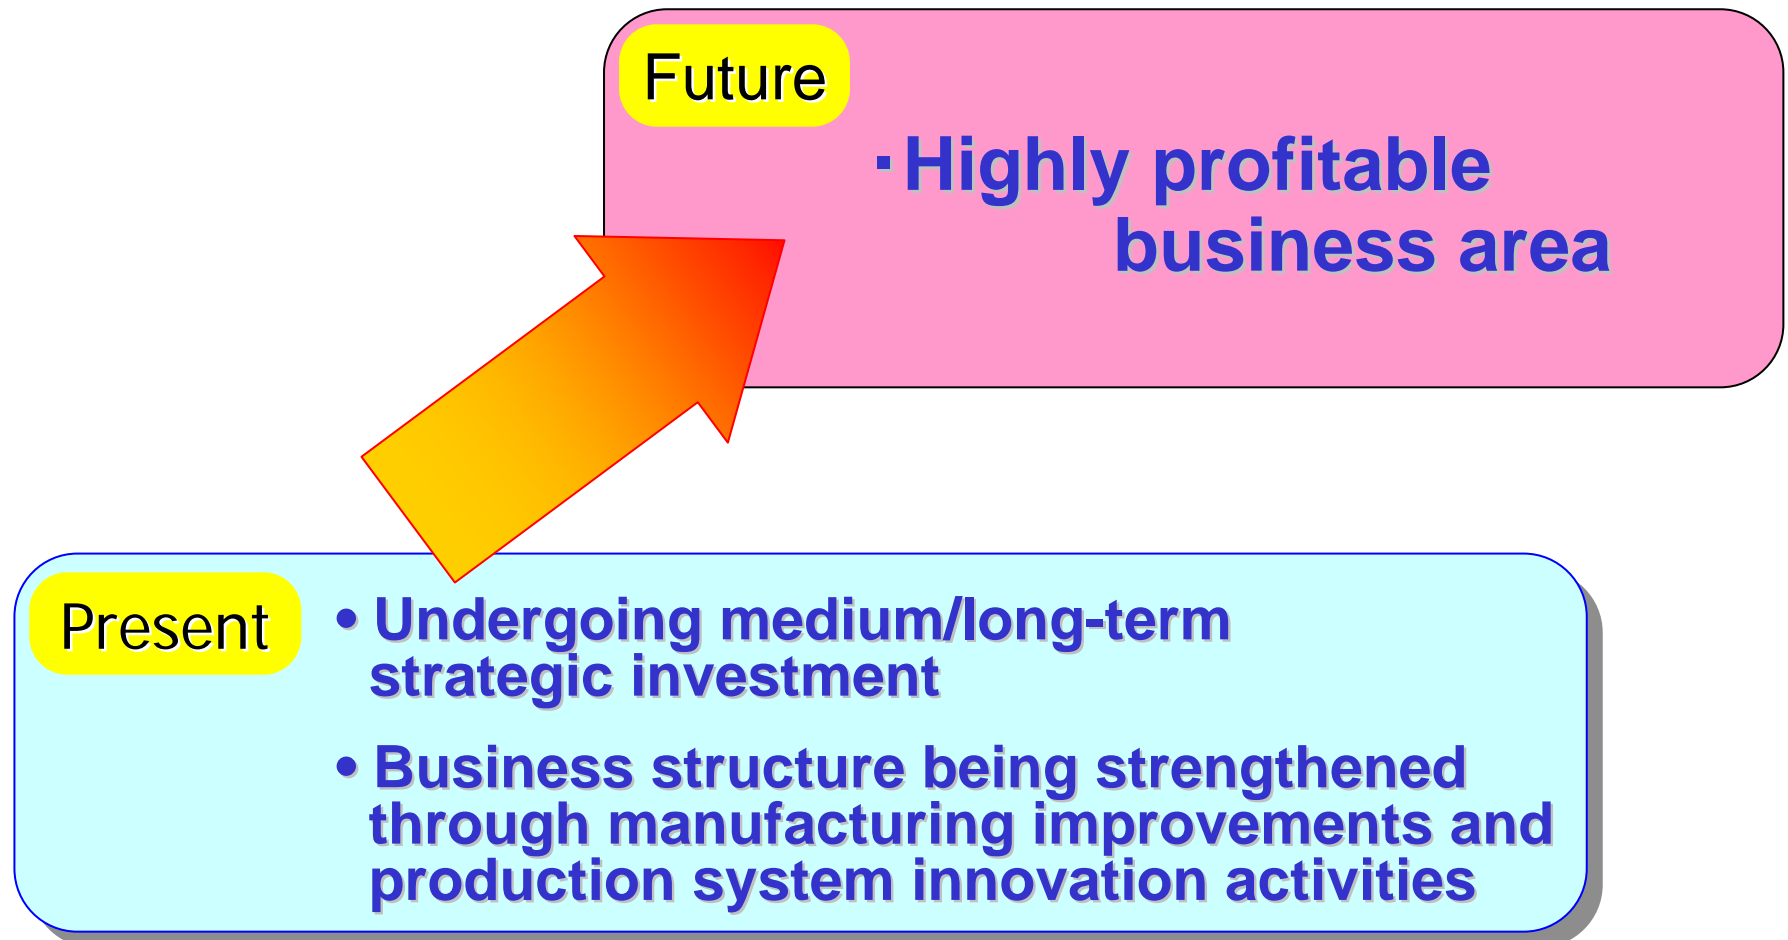 Future
・Highly profitable
business area
Present
• Undergoing medium/long-term
strategic investment
• Business structure being strengthened
through manufacturing improvements and
production system innovation activities